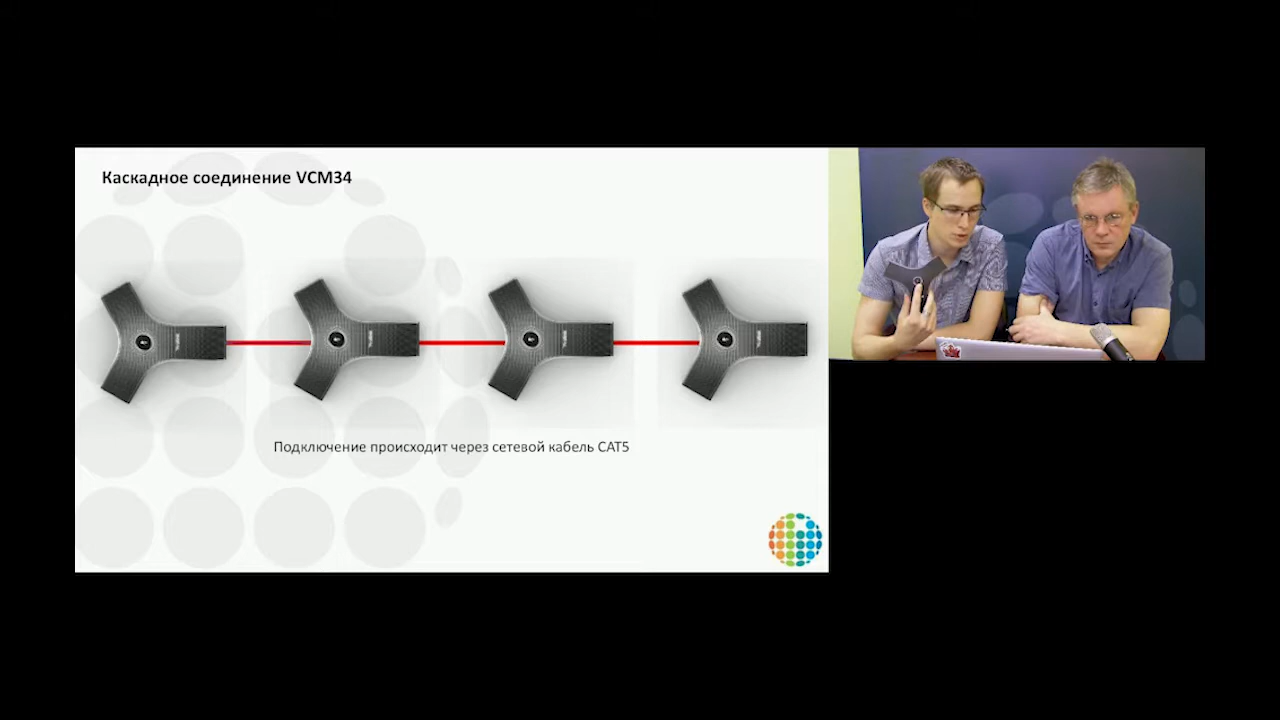 Каскадное соединение VCM34
Подключение происходит через сетевой кабель CAT5